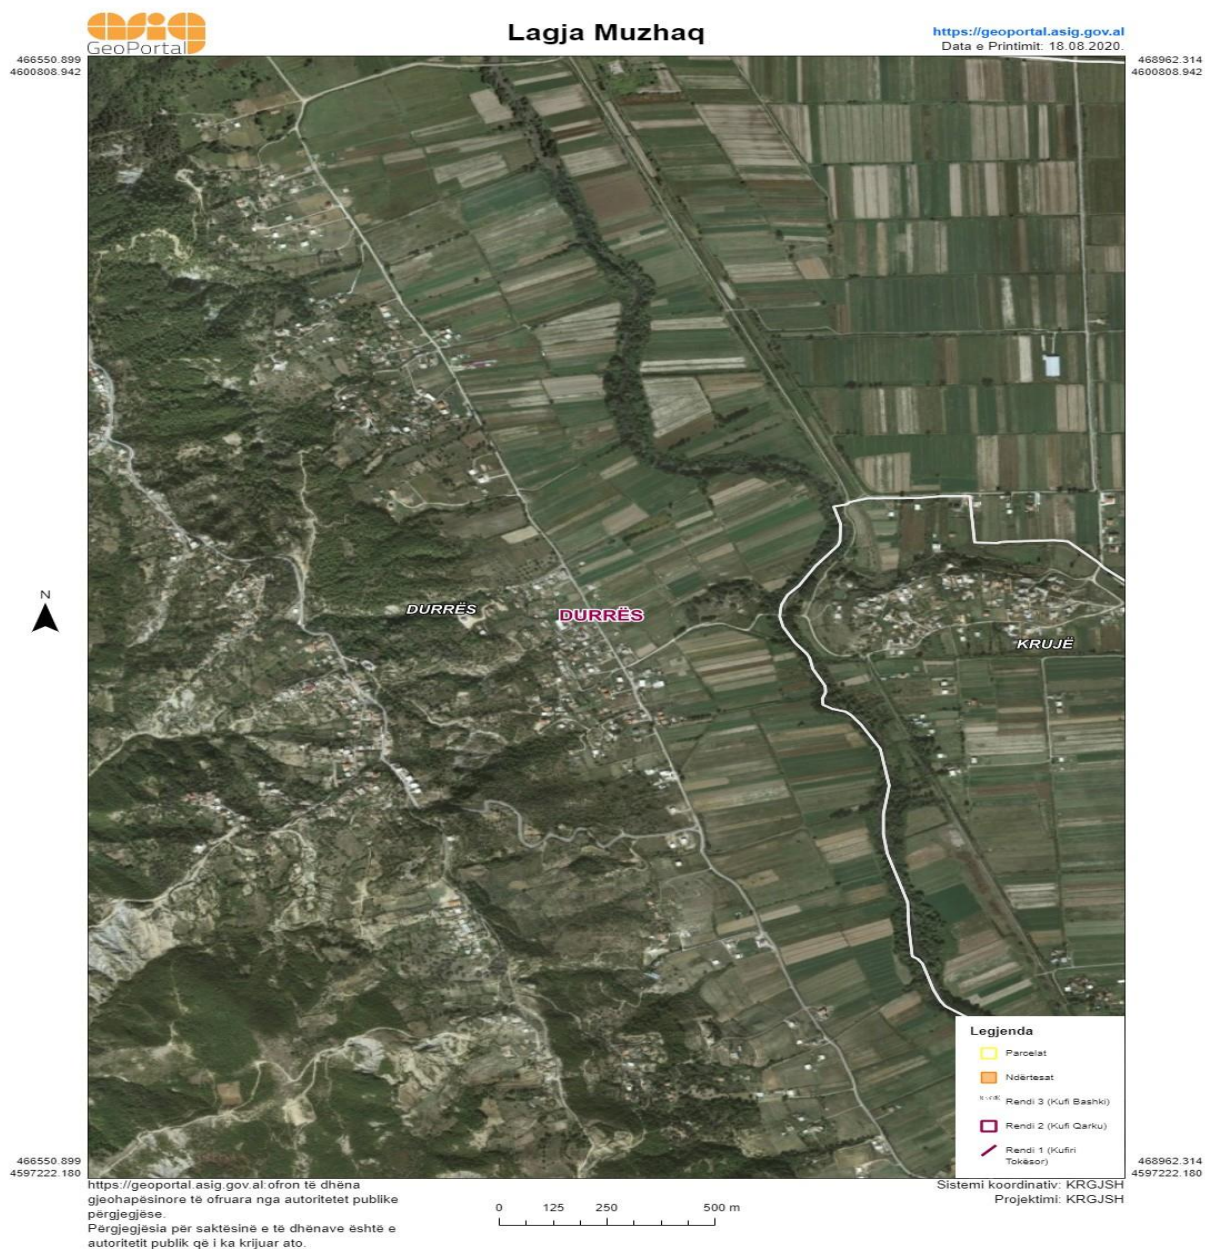 asig
GeoPortal
Lagja Muzhaq
https://geoportal.asig.gov.al
Data e Printimit: 18.08.2020.
466550.899
4600808.942
468962.314
4600808.942
N
DURRËS
DURRËS
KRUJË
Legjenda
Parcelat
Ndërtesat
Rendi 3 (Kufi Bashki)
Rendi 2 (Kufi Qarku)
Rendi 1 (Kufiri
Tokësor)
466550.899
4597222.180
468962.314
4597222.180
https://geoportal.asig.gov.al:ofron të dhëna
gjeohapësinore të ofruara nga autoritetet publike
përgjegjëse.
Përgjegjësia për saktësinë e të dhënave është e
autoritetit publik që i ka krijuar ato.
0 125 250 500 m
Sistemi koordinativ: KRGJSH
Projektimi: KRGJSH